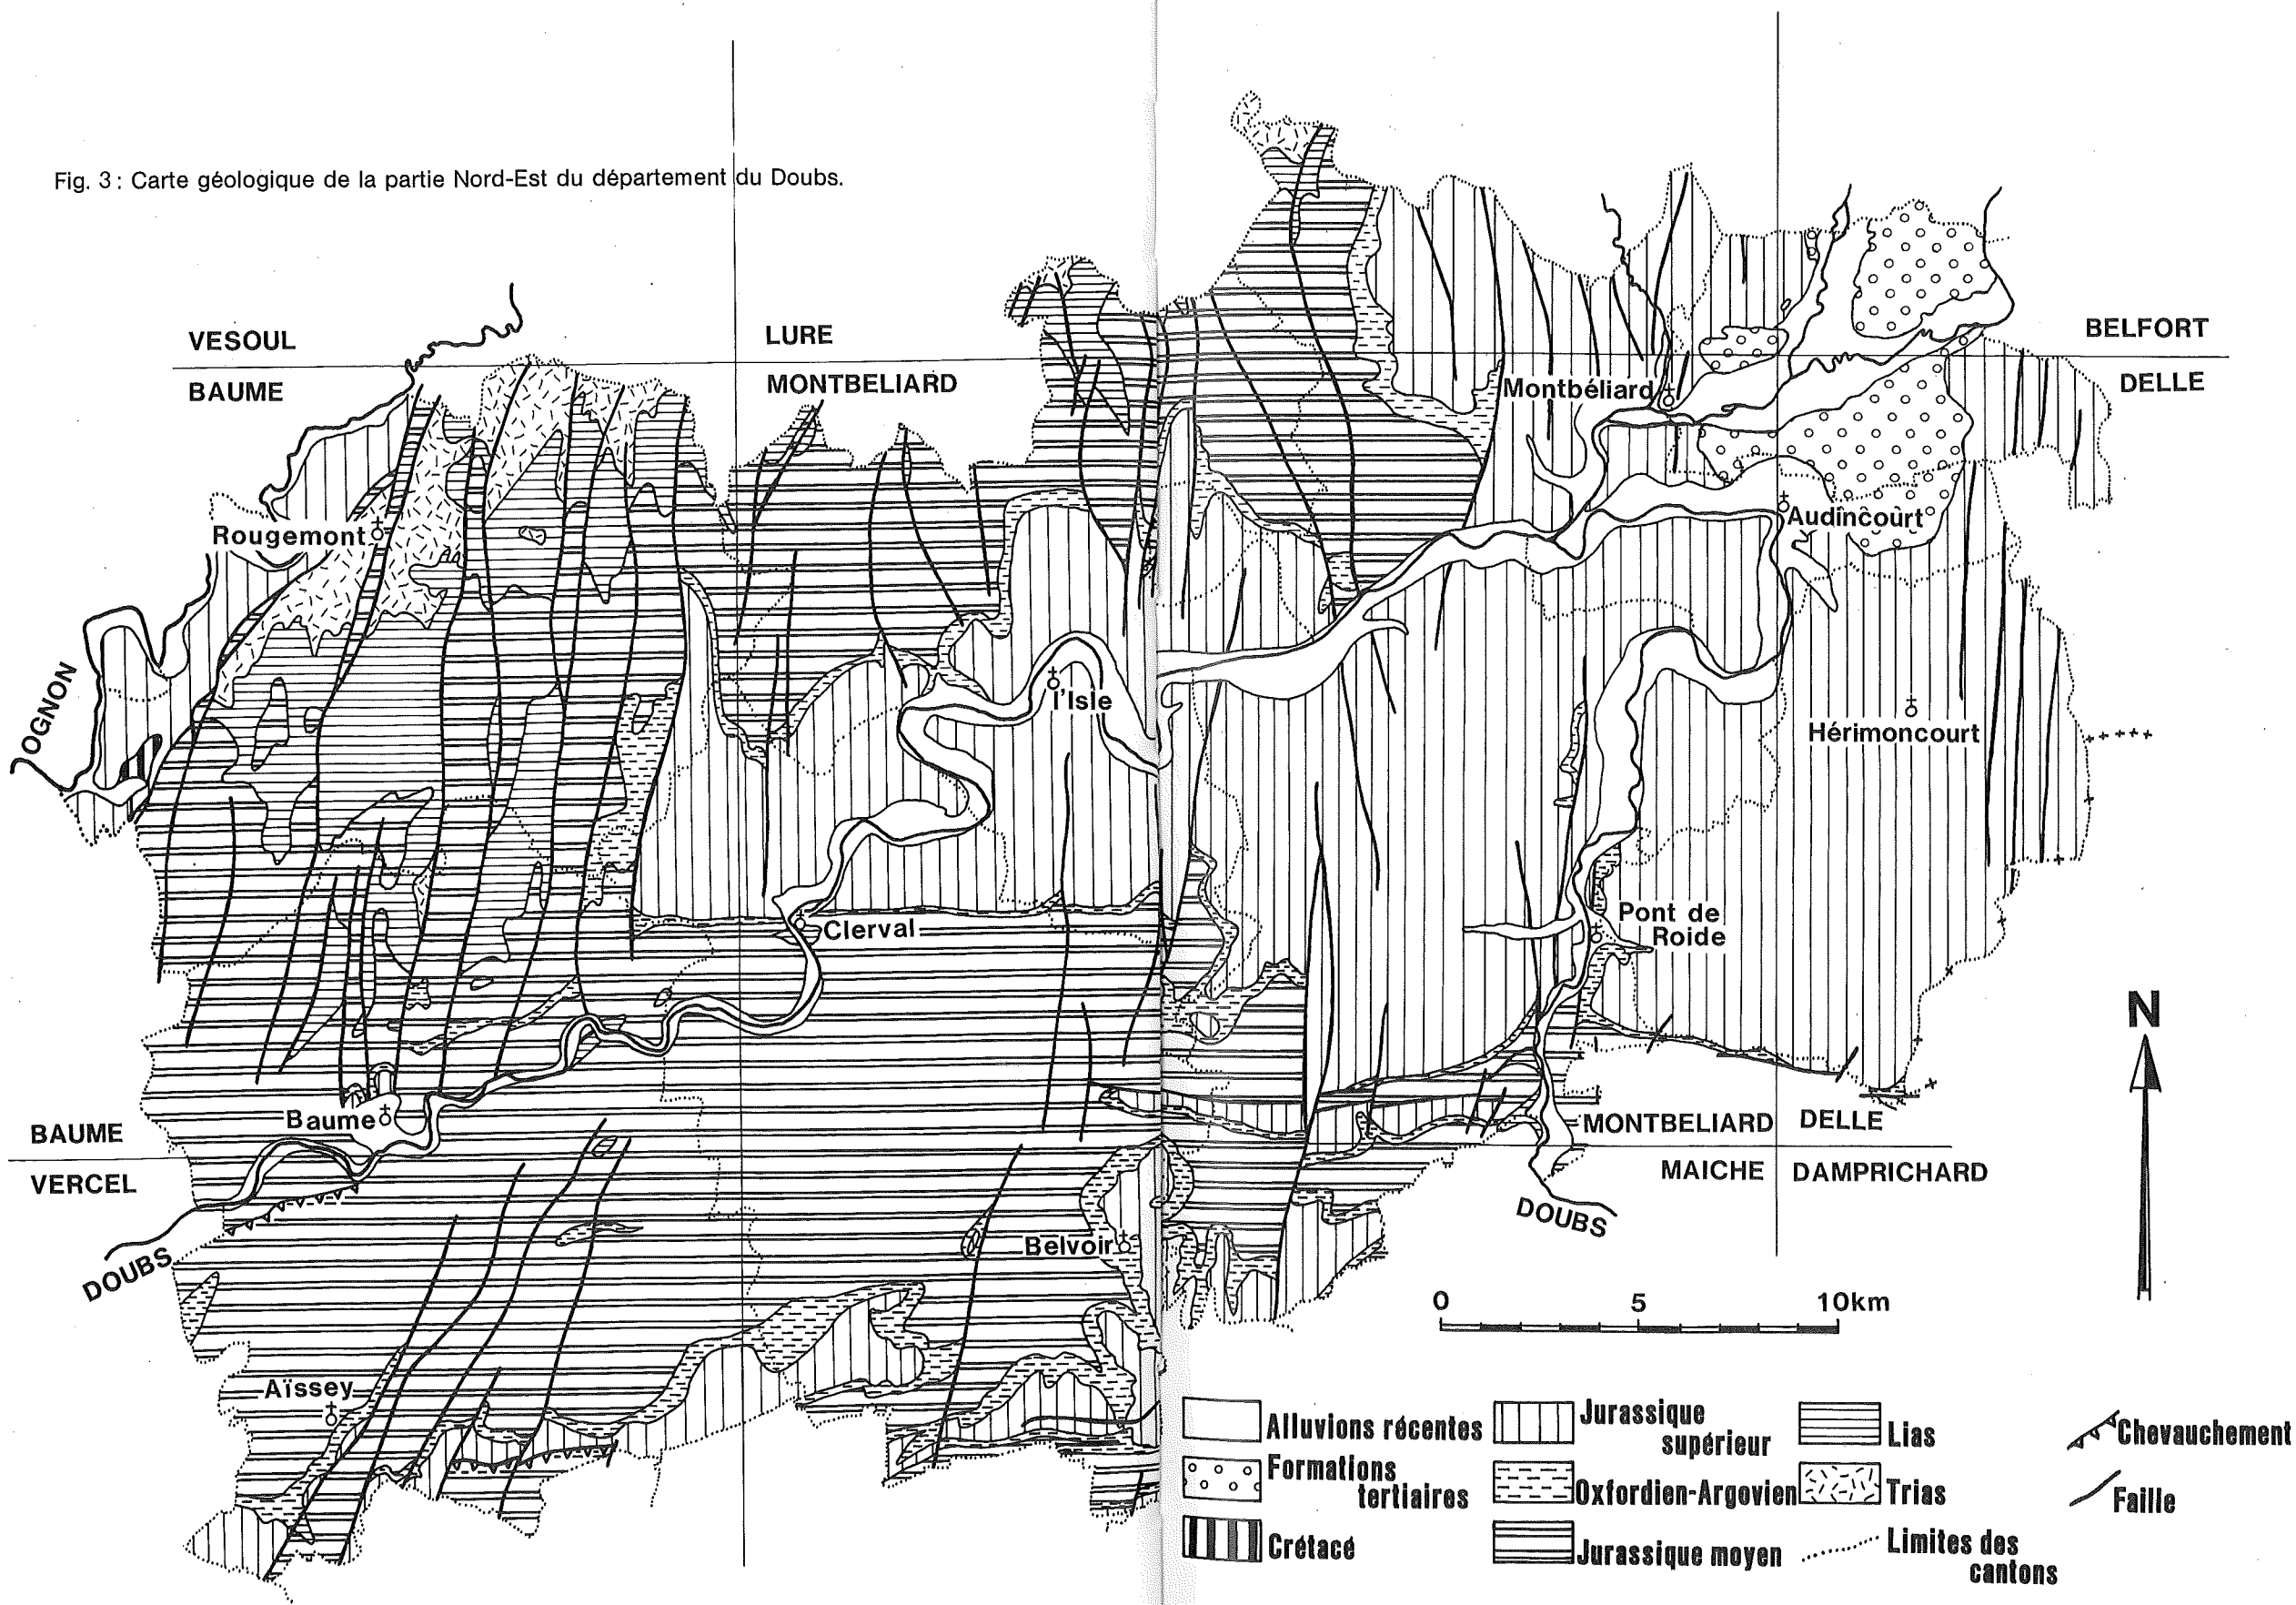 Fig. 3 : Carte géologique de la partie Nord-Est du département du Doubs.
VESOUL
LURE
BELFORT
BAUME
MONTBELIARD
DELLE
Montbéliard
Rougemont
Audincourt
OGNON
l'Isle
Hérimoncourt
Clerval
Pont de
Roide
N
Baume
BAUME
MONTBELIARD
DELLE
VERCEL
MAICHE
DAMPRICHARD
DOUBS
DOUBS
Belvoir
0 5 10km
Aïssey
Alluvions récentes
Formations
tertiaires
Crétacé
Jurassique
supérieur
Oxfordien-Argovien
Jurassique moyen
Lias
Trias
Limites des
cantons
Chevauchement
Faille